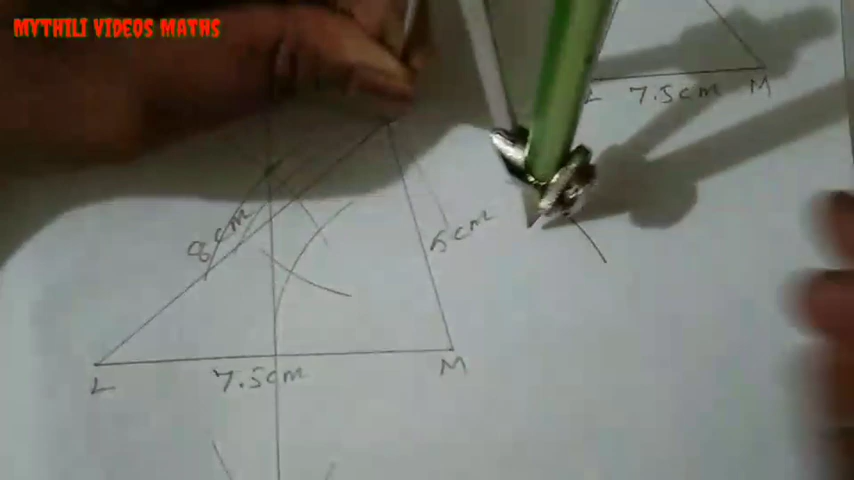 MYTHILI VIDEOS MATHS
L 7.5cm M
8cm
5cm
L 7.5cm M